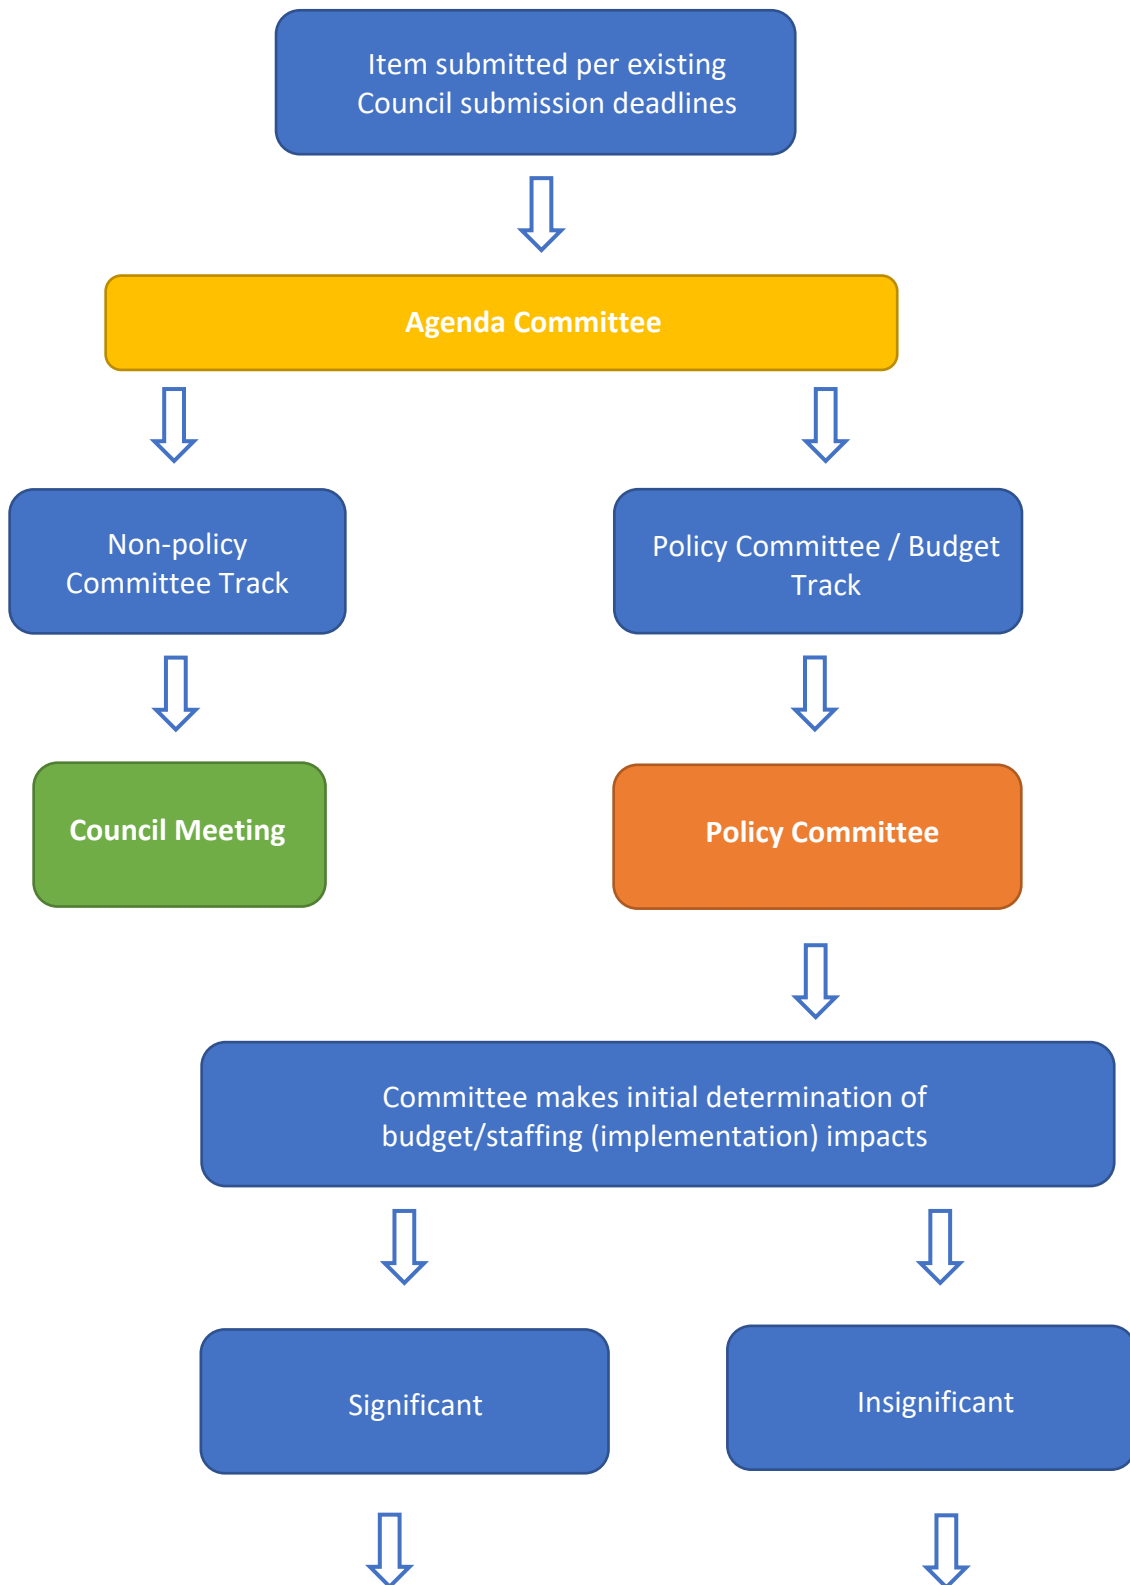 Item submitted per existing
Council submission deadlines
Agenda Committee
Non-policy
Committee Track
Policy Committee / Budget
Track
Council Meeting
Policy Committee
Committee makes initial determination of
budget/staffing (implementation) impacts
Significant
Insignificant